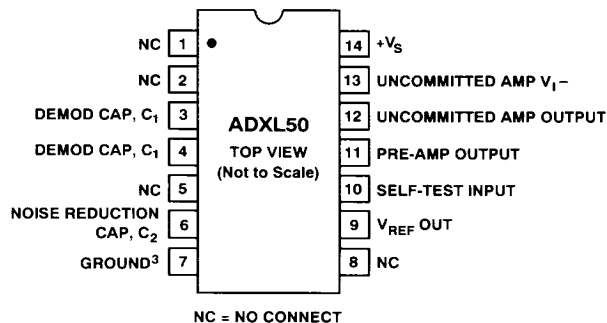 NC 1
NC 2
DEMOD CAP, C1 3
DEMOD CAP, C1 4
NC 5
NOISE REDUCTION
CAP, C2 6
GROUND3 7
ADXL50
TOP VIEW
(Not to Scale)
14 +VS
13 UNCOMMITTED AMP VI−
12 UNCOMMITTED AMP OUTPUT
11 PRE-AMP OUTPUT
10 SELF-TEST INPUT
9 VREF OUT
8 NC
NC = NO CONNECT